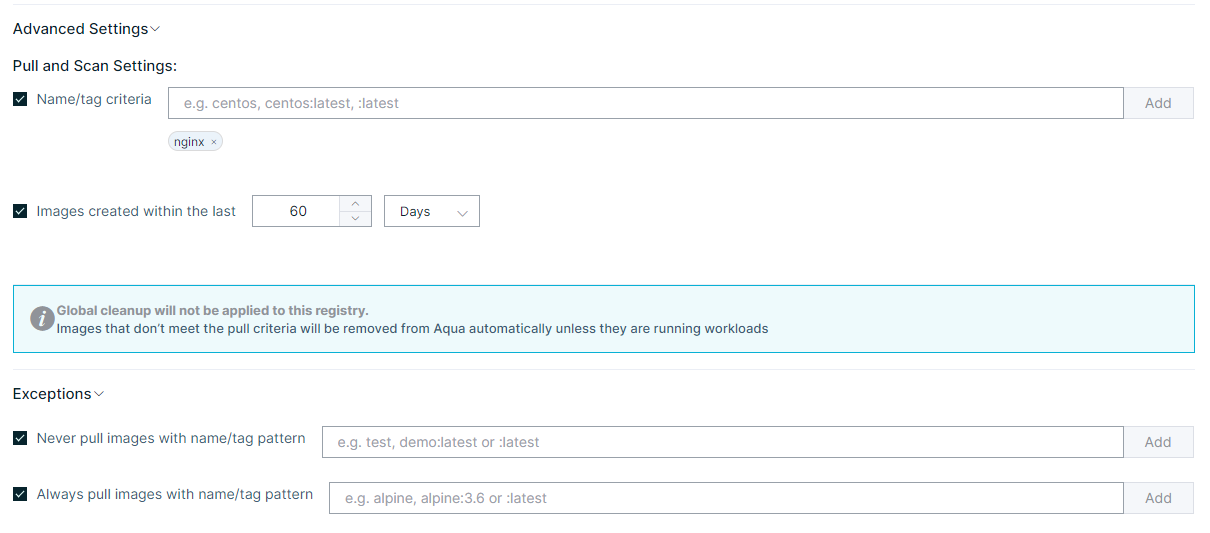 Advanced Settings
Pull and Scan Settings:
Name/tag criteria e.g. centos, centos:latest, :latest Add
nginx ×
Images created within the last 60 Days
Global cleanup will not be applied to this registry.
Images that don’t meet the pull criteria will be removed from Aqua automatically unless they are running workloads
Exceptions
Never pull images with name/tag pattern e.g. test, demo:latest or :latest Add
Always pull images with name/tag pattern e.g. alpine, alpine:3.6 or :latest Add